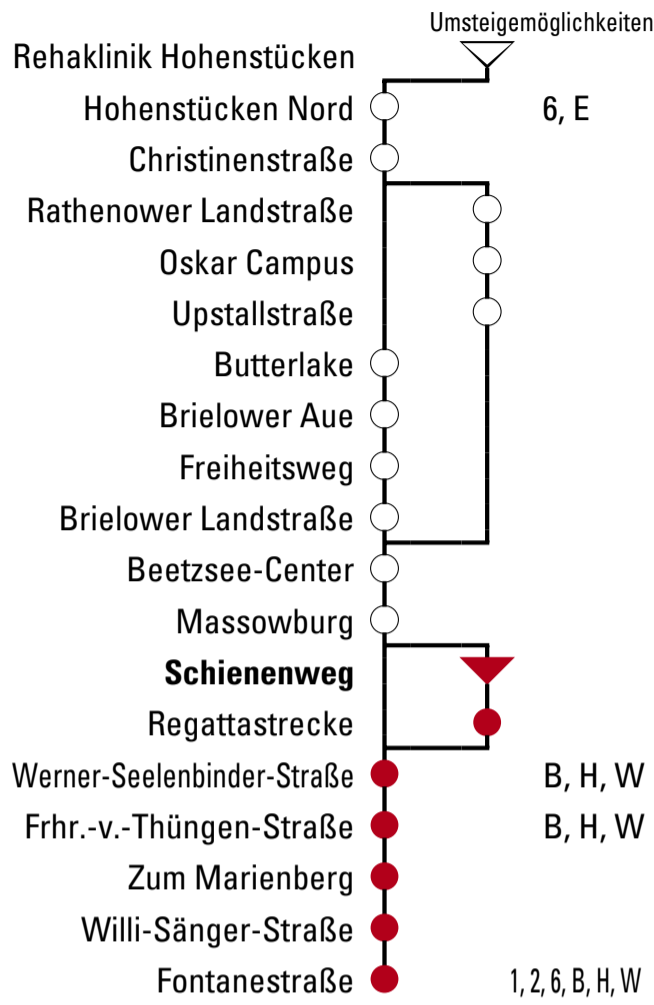 Umsteigemöglichkeiten
Rehaklinik Hohenstücken
Hohenstücken Nord 6, E
Christinenstraße
Rathenower Landstraße
Oskar Campus
Upstallstraße
Butterlake
Brielower Aue
Freiheitsweg
Brielower Landstraße
Beetzsee-Center
Massowburg
Schienenweg
Regattastrecke
Werner-Seelenbinder-Straße B, H, W
Frhr.-v.-Thüngen-Straße B, H, W
Zum Marienberg
Willi-Sänger-Straße
Fontanestraße 1, 2, 6, B, H, W